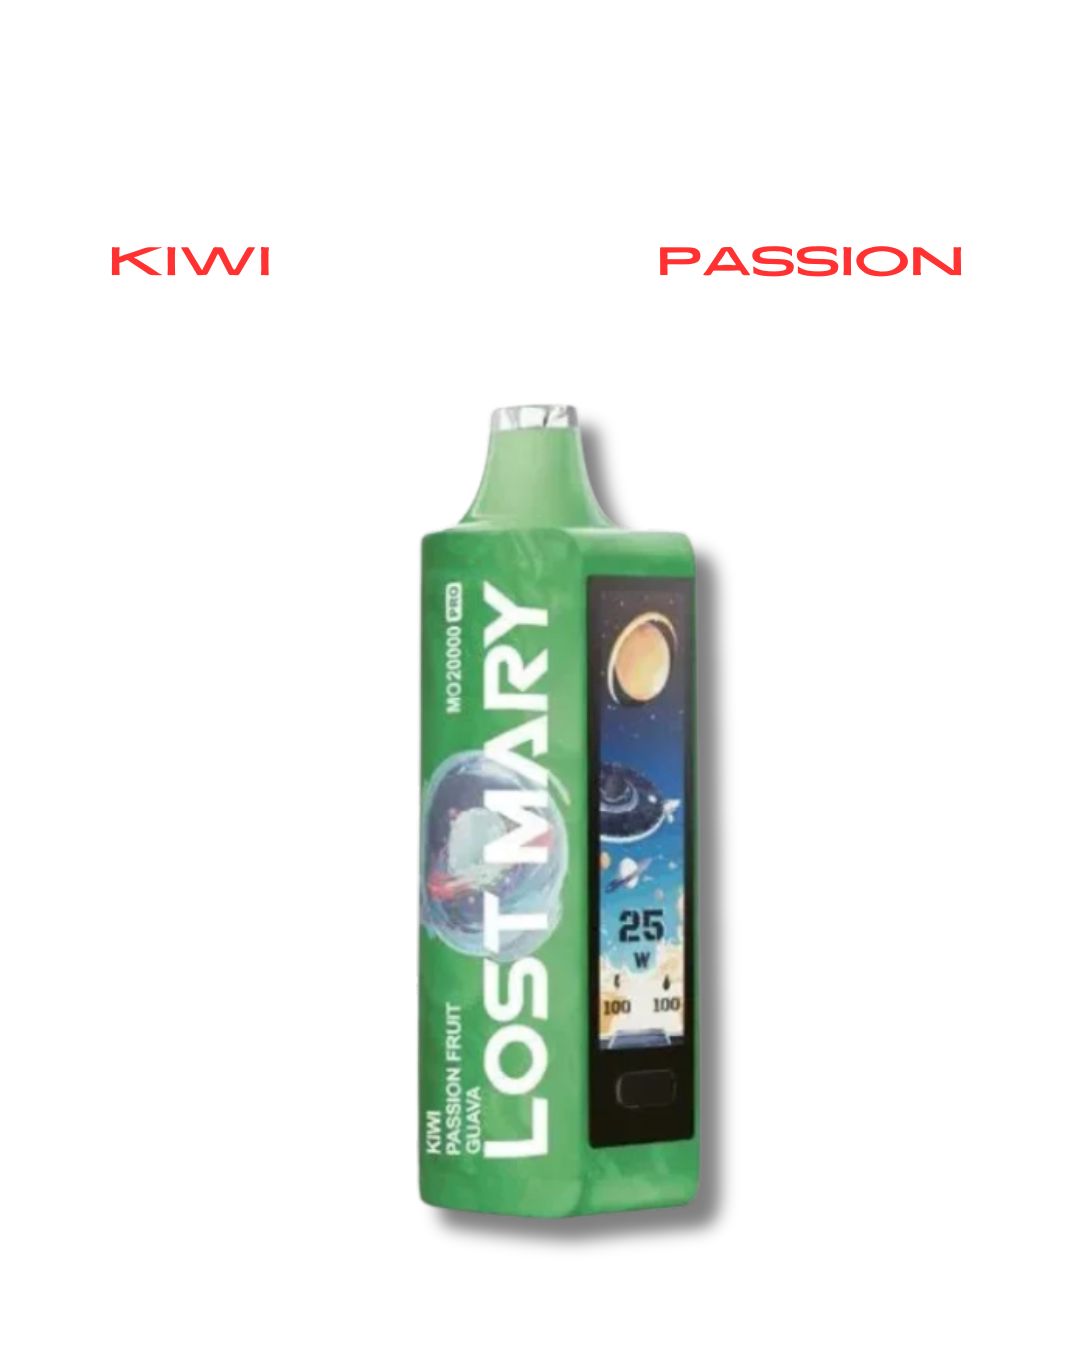 KIWI PASSION
MO20000 PRO
LOST MARY
KIWI
PASSION FRUIT
GUAVA
25
W
100 100